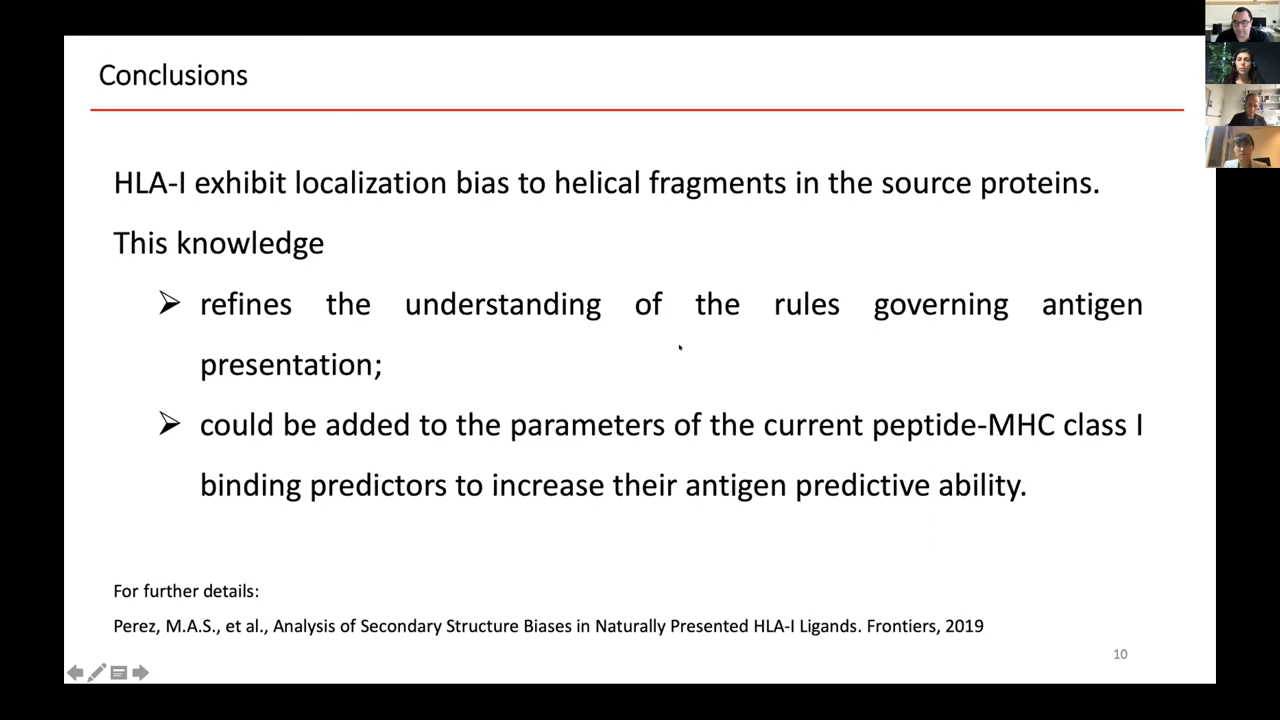 Conclusions
HLA-I exhibit localization bias to helical fragments in the source proteins.
This knowledge
refines the understanding of the rules governing antigen
presentation;
could be added to the parameters of the current peptide-MHC class I
binding predictors to increase their antigen predictive ability.
For further details:
Perez, M.A.S., et al., Analysis of Secondary Structure Biases in Naturally Presented HLA-I Ligands. Frontiers, 2019
10